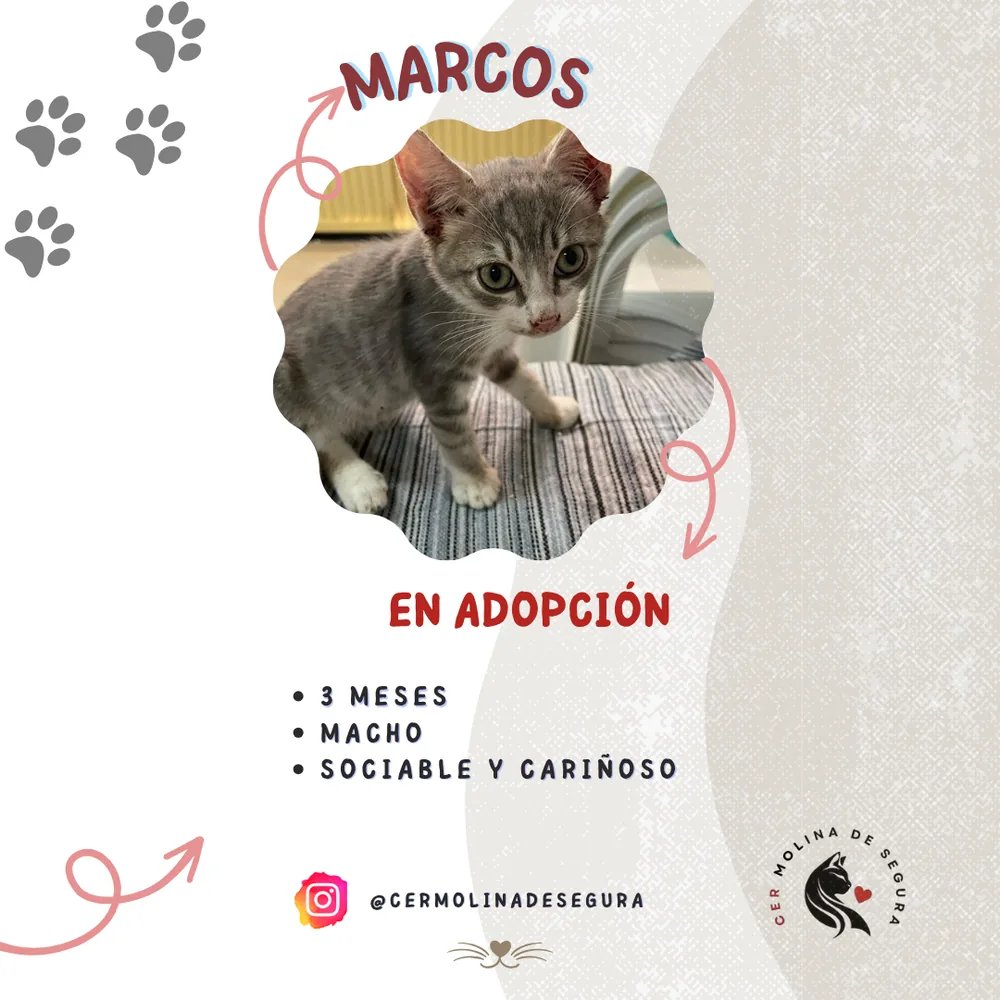 MARCOS
EN ADOPCIÓN
• 3 MESES
• MACHO
• SOCIABLE Y CARIÑOSO
@CERMOLINADESEGURA
CER MOLINA DE SEGURA